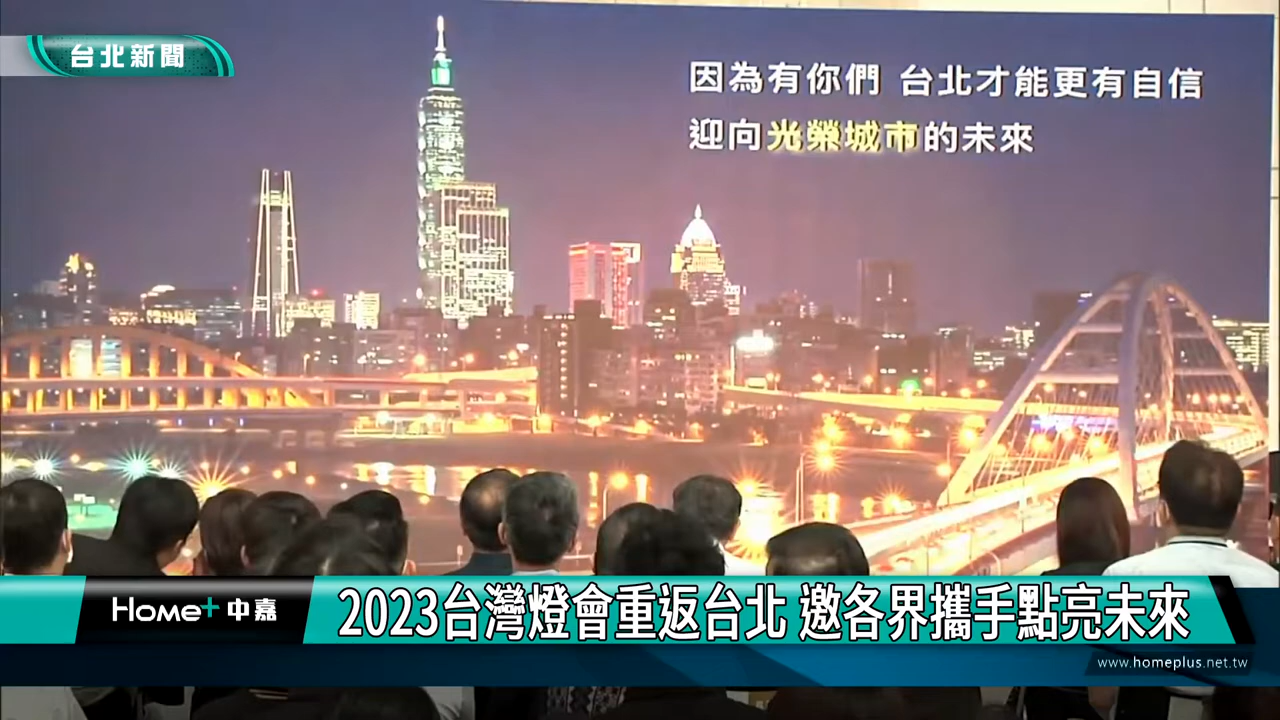 台北新聞
因為有你們 台北才能更有自信
迎向光榮城市的未來
Home+中嘉
2023台灣燈會重返台北 邀各界攜手點亮未來
www.homeplus.net.tw